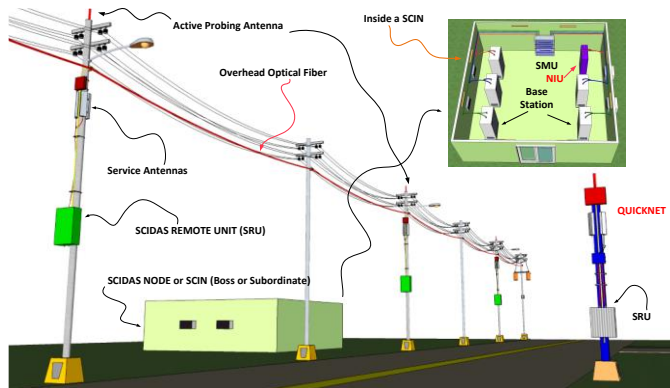 Active Probing Antenna
Inside a SCIN
SMU
NIU
Base
Station
Overhead Optical Fiber
Service Antennas
QUICKNET
SCIDAS REMOTE UNIT (SRU)
SCIDAS NODE or SCIN (Boss or Subordinate)
SRU